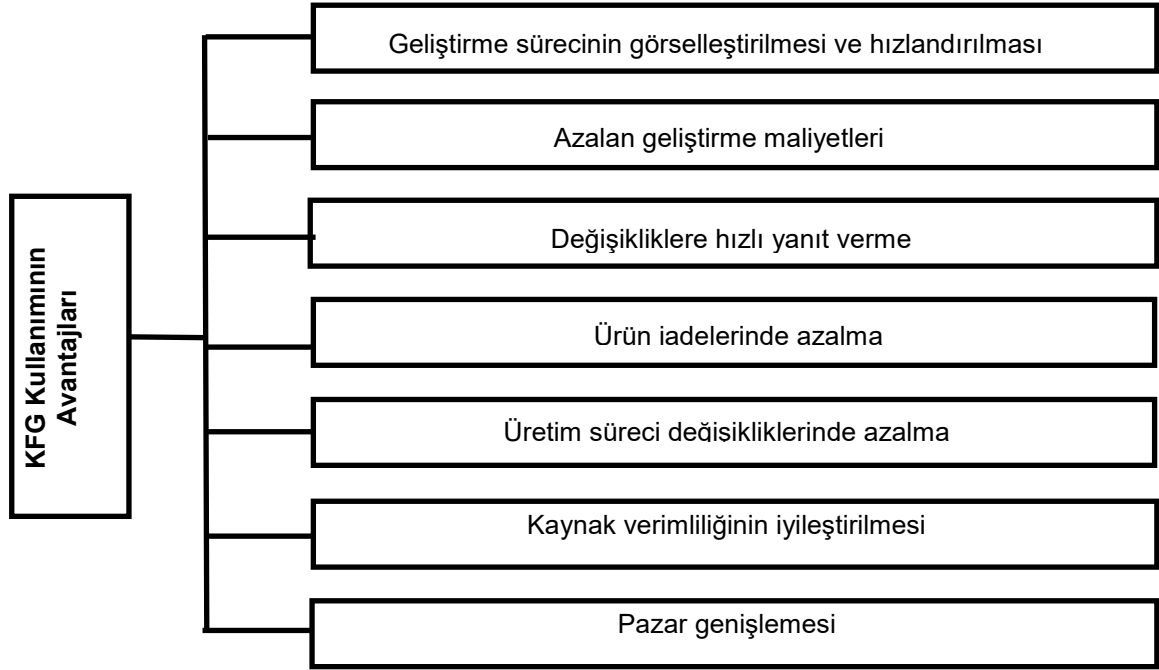 KFG Kullanımının
Avantajları
Geliştirme sürecinin görselleştirilmesi ve hızlandırılması
Azalan geliştirme maliyetleri
Değişikliklere hızlı yanıt verme
Ürün iadelerinde azalma
Üretim süreci değişikliklerinde azalma
Kaynak verimliliğinin iyileştirilmesi
Pazar genişlemesi